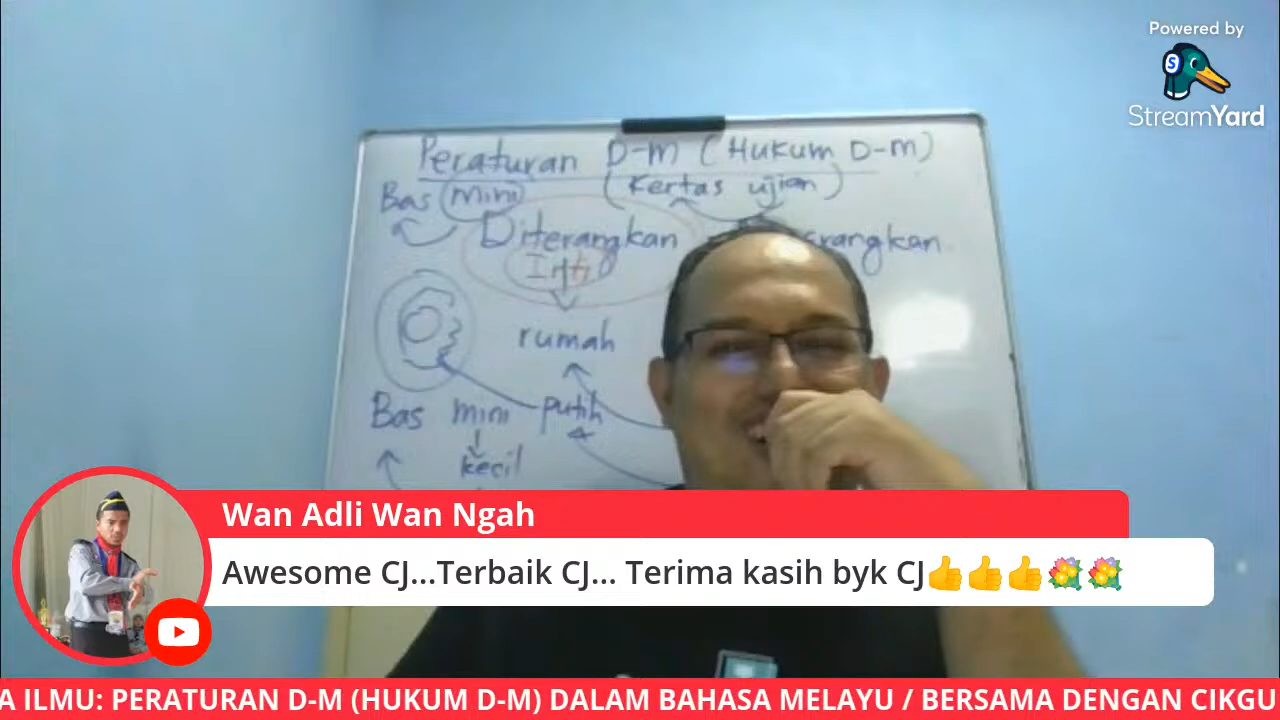 Powered by
StreamYard
Peraturan D-M (Hukum D-M)
Bas (Mini) (Kertas ujian)
Diterangkan
Inti
rumah
Bas mini putih
kecil
Wan Adli Wan Ngah
Awesome CJ...Terbaik CJ... Terima kasih byk CJ👍👍👍💐💐
A ILMU: PERATURAN D-M (HUKUM D-M) DALAM BAHASA MELAYU / BERSAMA DENGAN CIKGU